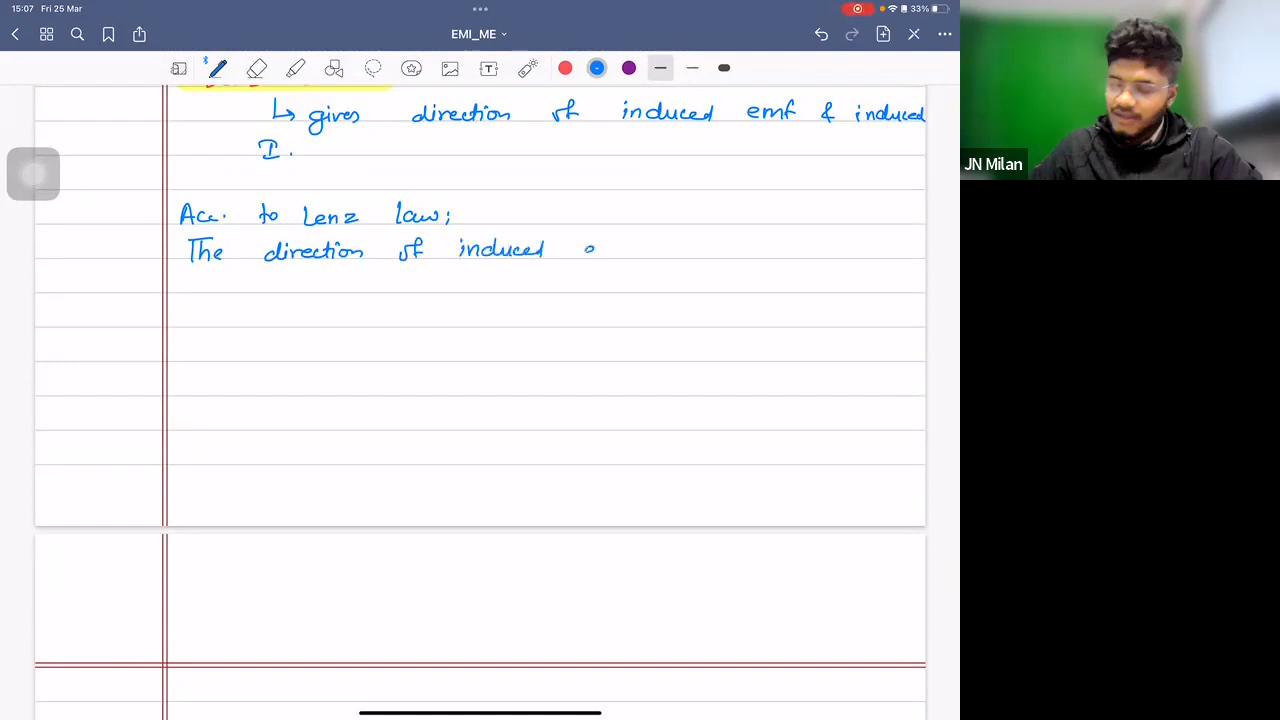 15:07 Fri 25 Mar
33%
EMI_ME
↳ gives direction of induced emf & induced
I.
Acc. to Lenz law;
The direction of induced
JN Milan